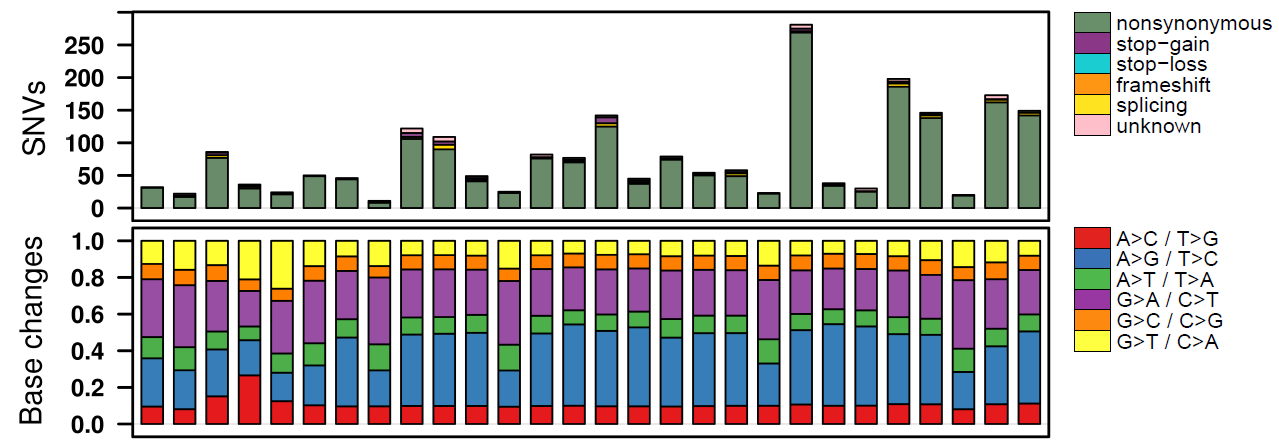 SNVs
250
200
150
100
50
0
nonsynonymous
stop-gain
stop-loss
frameshift
splicing
unknown
Base changes
1.0
0.8
0.6
0.4
0.2
0.0
A>C / T>G
A>G / T>C
A>T / T>A
G>A / C>T
G>C / C>G
G>T / C>A